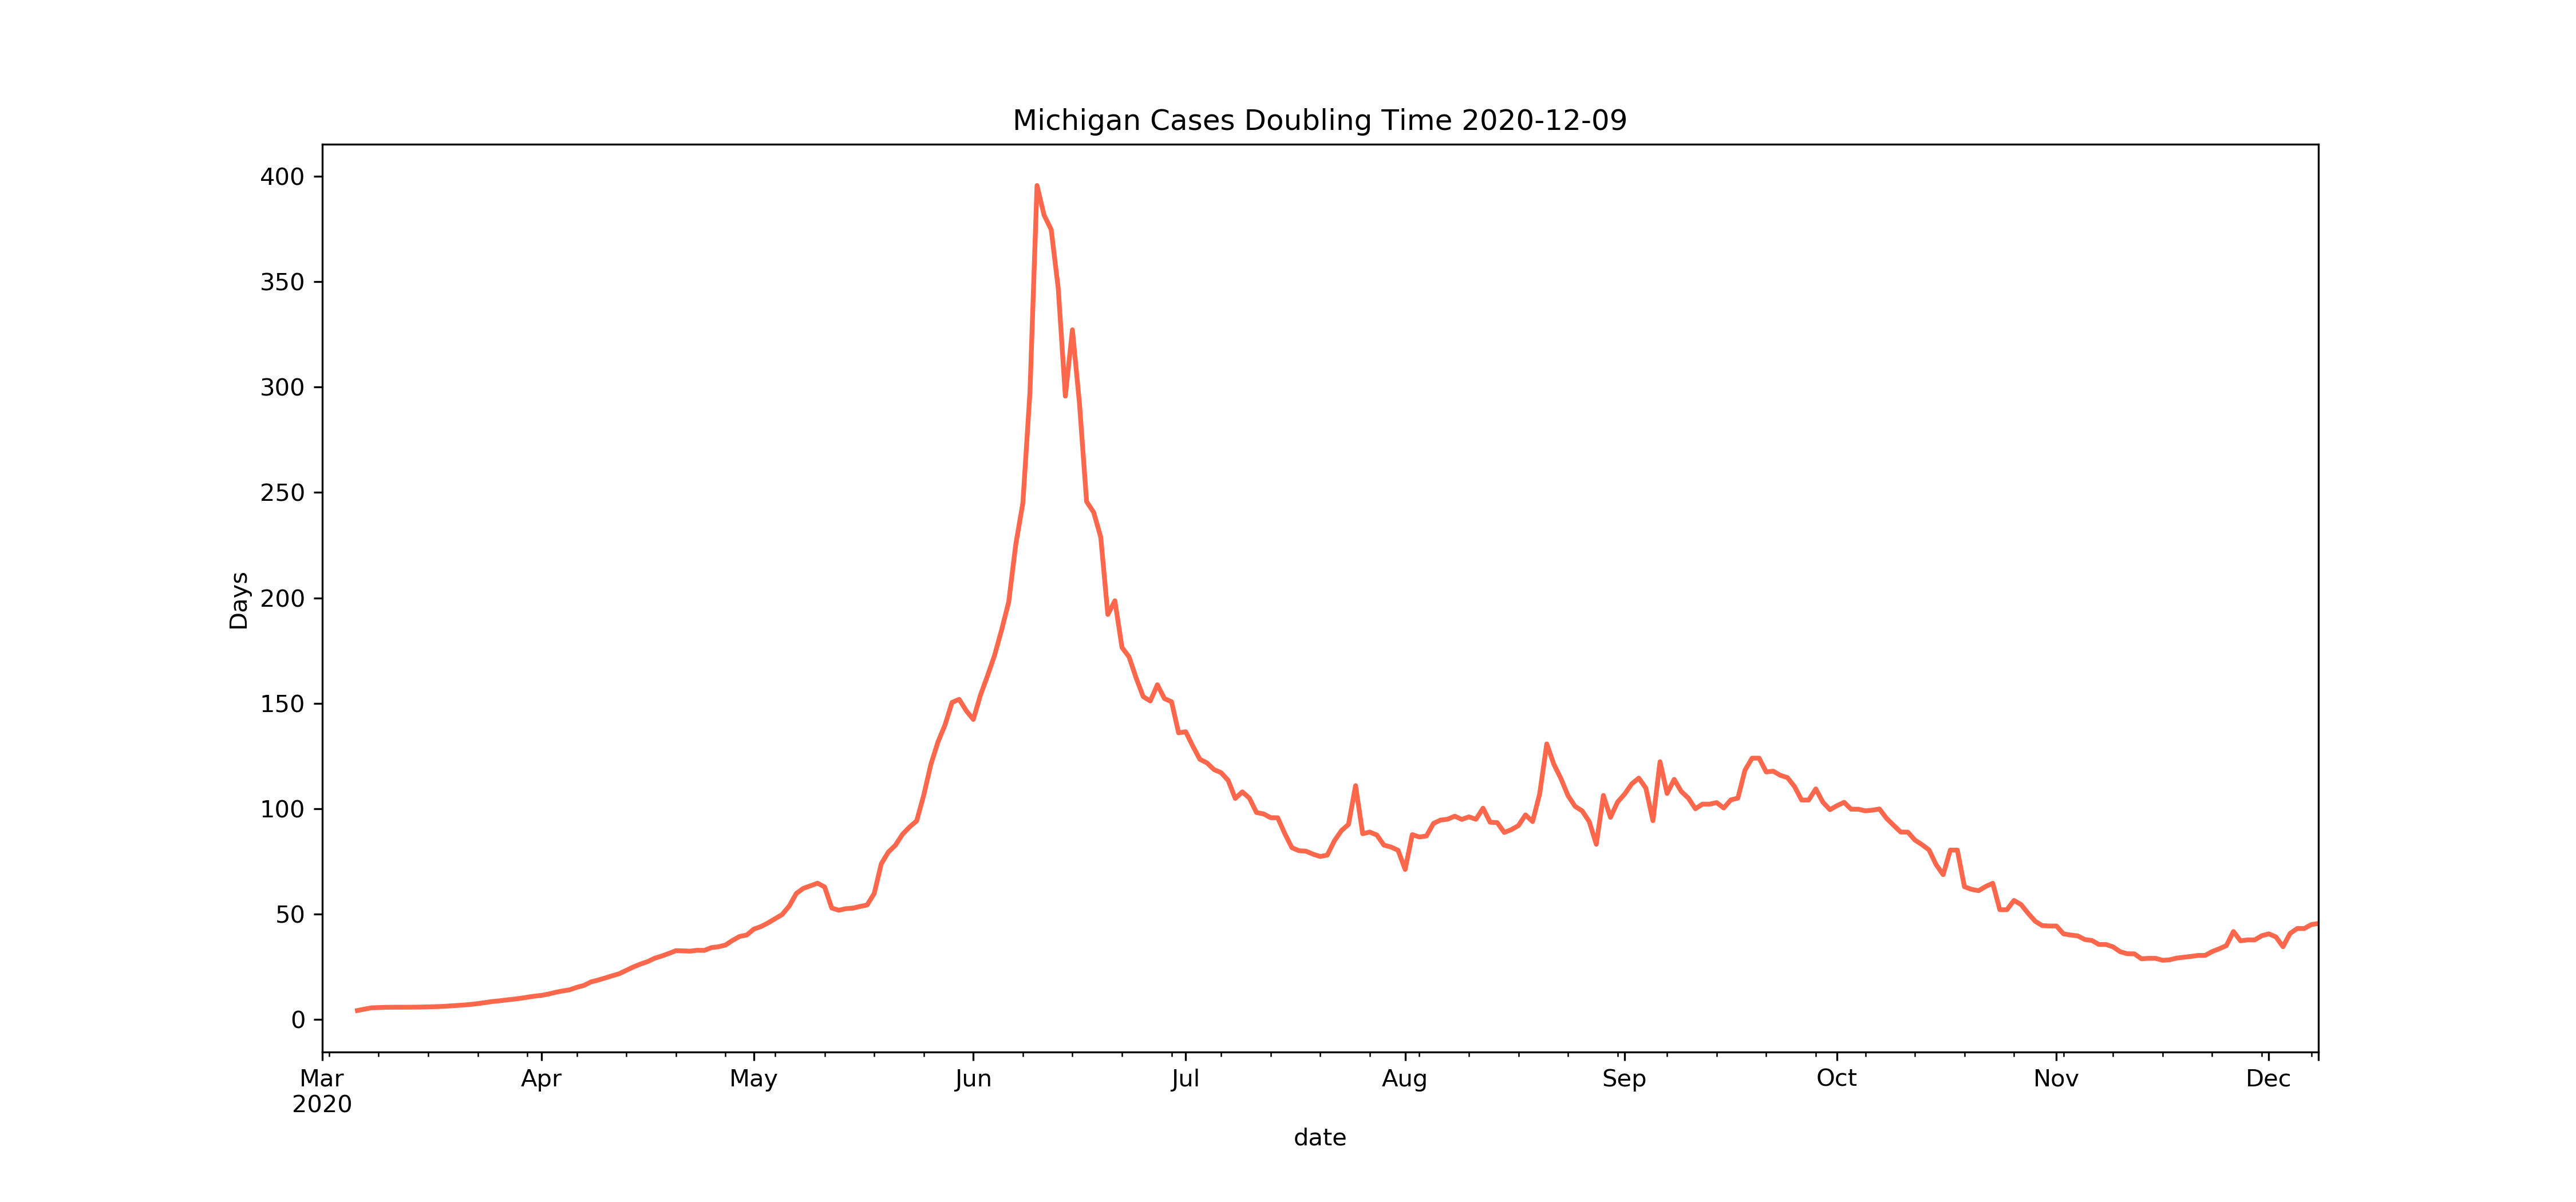 Michigan Cases Doubling Time 2020-12-09
400
350
300
250
200
150
100
50
0
Days
Mar Apr May Jun Jul Aug Sep Oct Nov Dec
2020
date